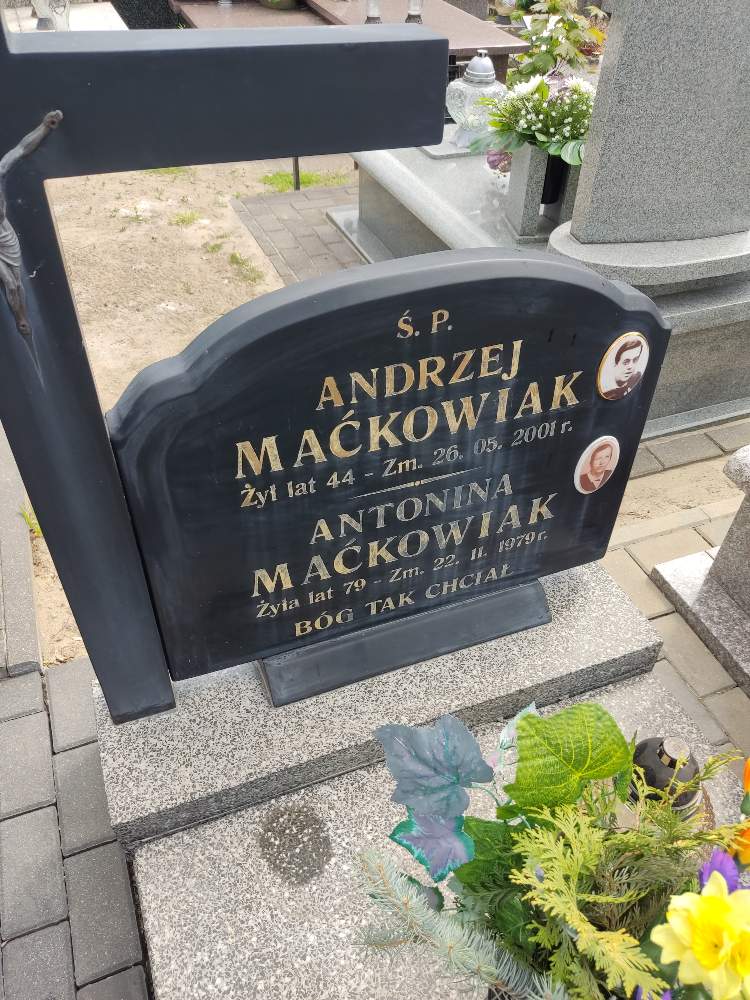 Ś. P.
ANDRZEJ
MAĆKOWIAK
Żył lat 44 - Zm. 26. 05. 2001 r.
ANTONINA
MAĆKOWIAK
Żyła lat 79 - Zm. 22. 11. 1979 r.
BÓG TAK CHCIAŁ